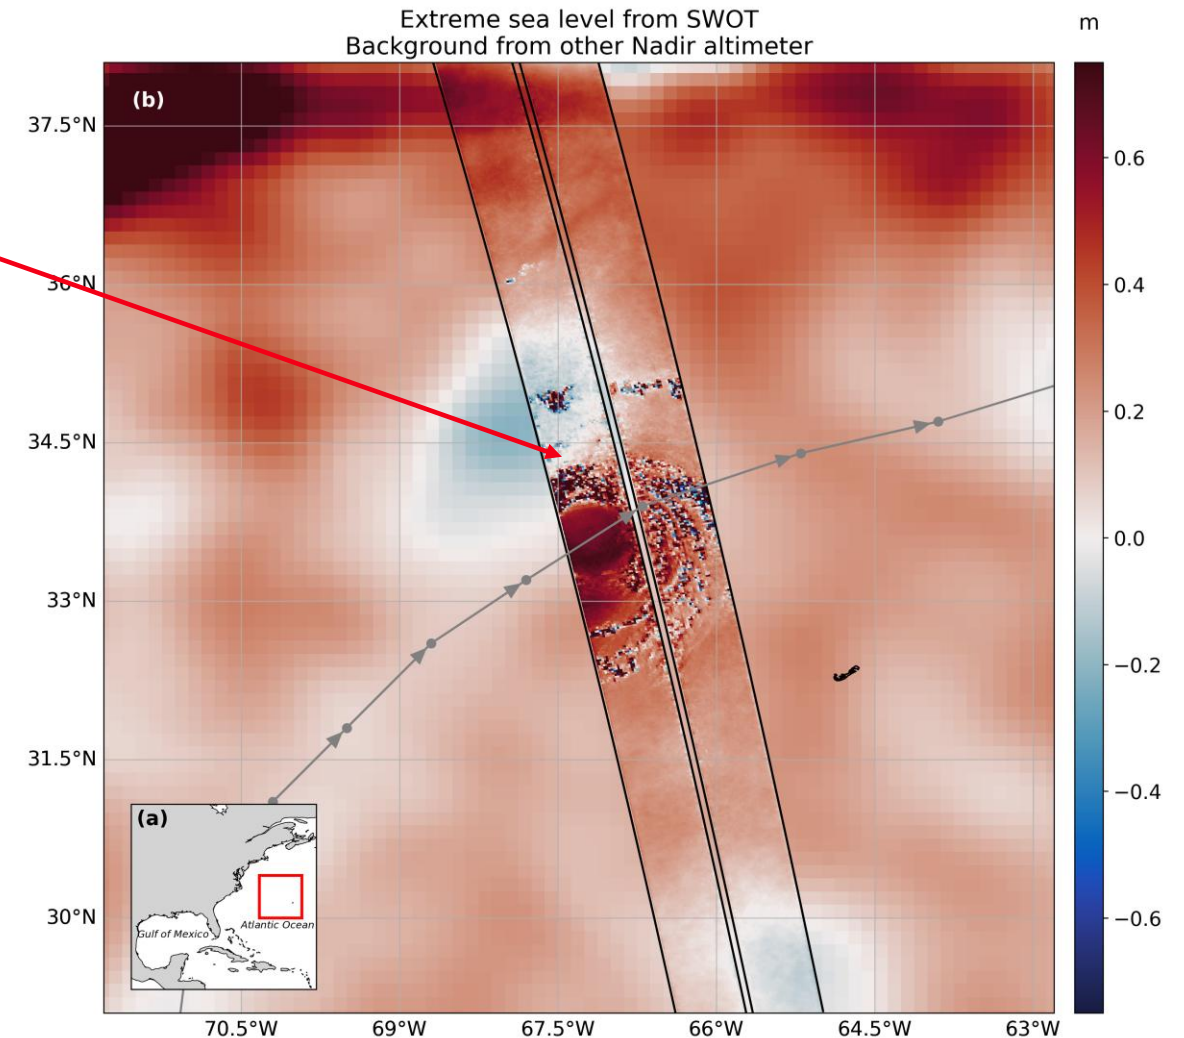 Extreme sea level from SWOT
Background from other Nadir altimeter
m
(b)
37.5°N
36°N
34.5°N
33°N
31.5°N
30°N
70.5°W
69°W
67.5°W
66°W
64.5°W
63°W
0.6
0.4
0.2
0.0
−0.2
−0.4
−0.6
(a)
Atlantic Ocean
Gulf of Mexico